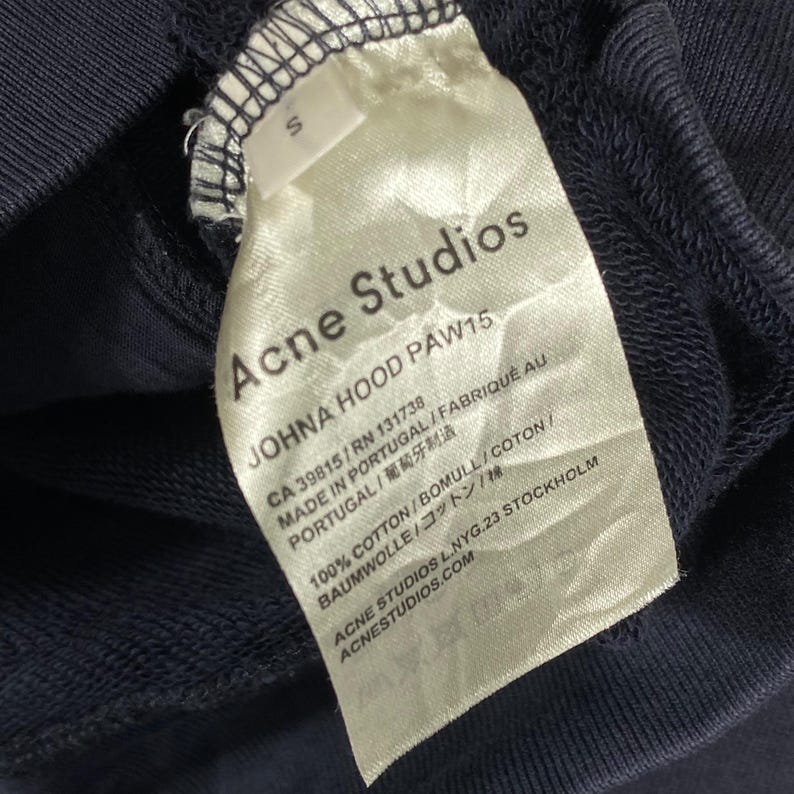 S
Acne Studios
JOHNA HOOD PAW15
CA 39815 / RN 131738
MADE IN PORTUGAL / FABRIQUÉ AU
PORTUGAL / 葡萄牙制造
100% COTTON / BOMULL / COTON /
BAUMWOLLE / コットン / 棉
ACNE STUDIOS L.NYG.23 STOCKHOLM
ACNESTUDIOS.COM